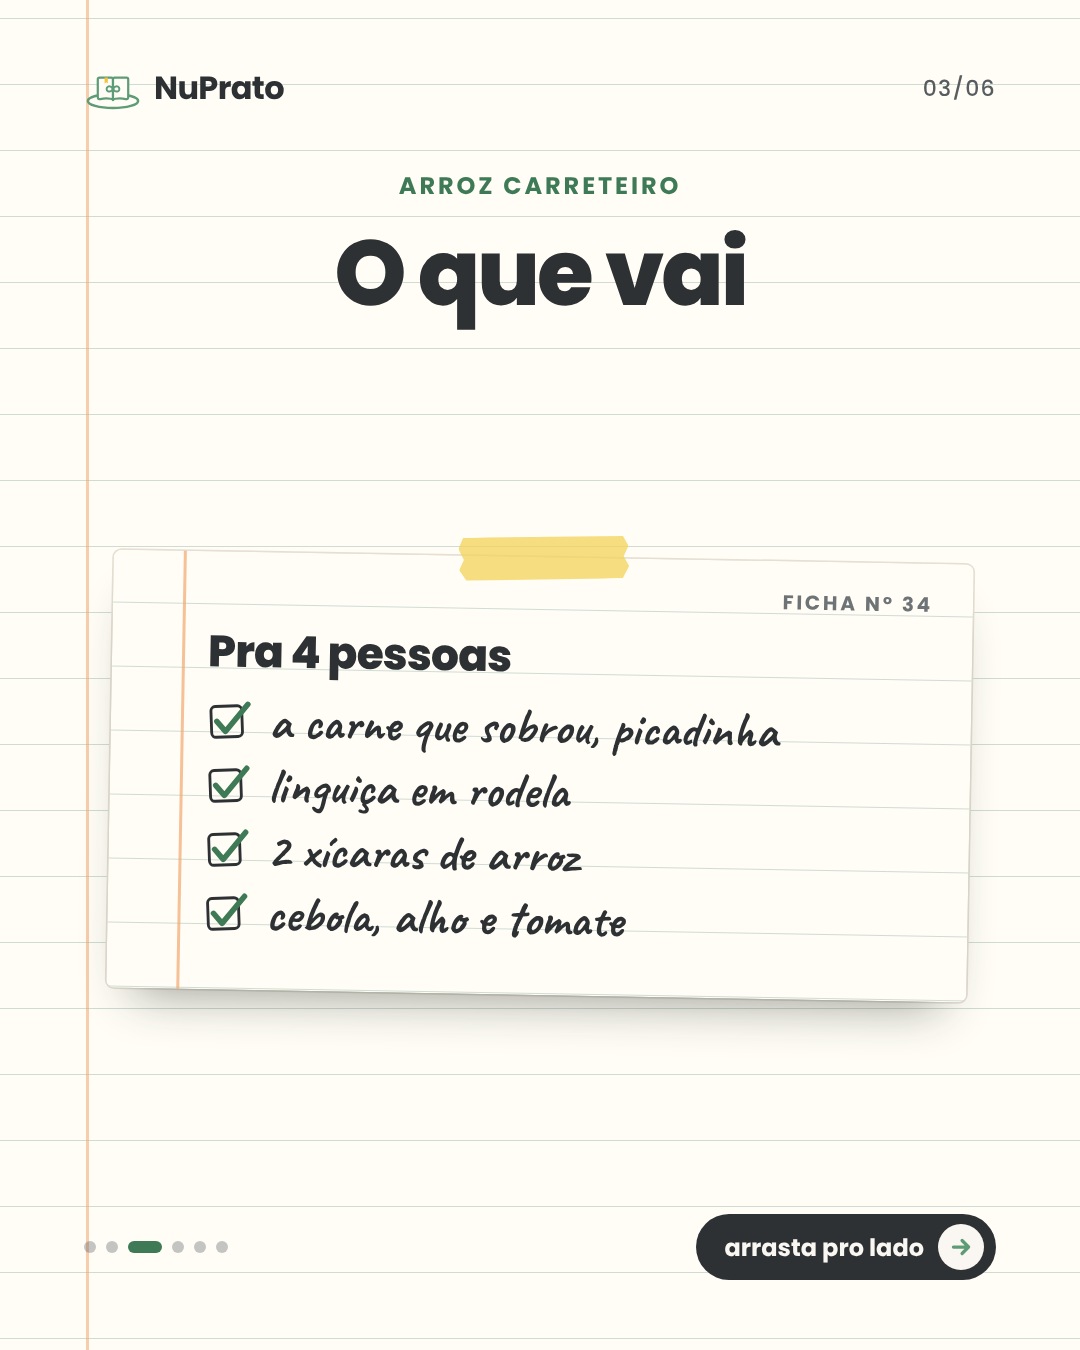 NuPrato
03/06
ARROZ CARRETEIRO
O que vai
FICHA Nº 34
Pra 4 pessoas
a carne que sobrou, picadinha
linguiça em rodela
2 xícaras de arroz
cebola, alho e tomate
arrasta pro lado